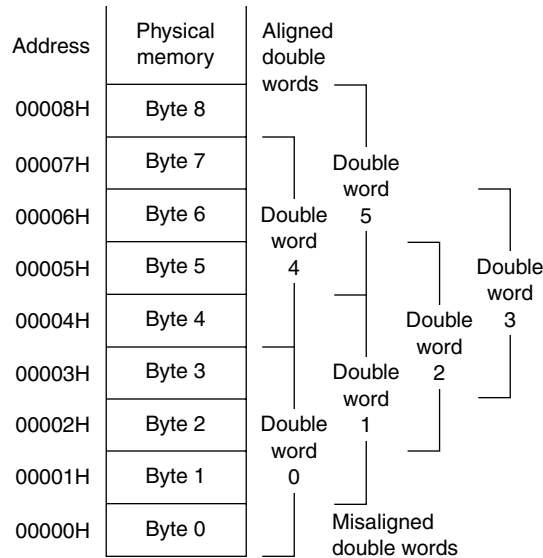 Address
Physical
memory
Aligned
double
words
00008H
Byte 8
00007H
Byte 7
00006H
Byte 6
00005H
Byte 5
00004H
Byte 4
00003H
Byte 3
00002H
Byte 2
00001H
Byte 1
00000H
Byte 0
Double
word
0
Double
word
4
Double
word
1
Double
word
5
Double
word
2
Double
word
3
Misaligned
double words